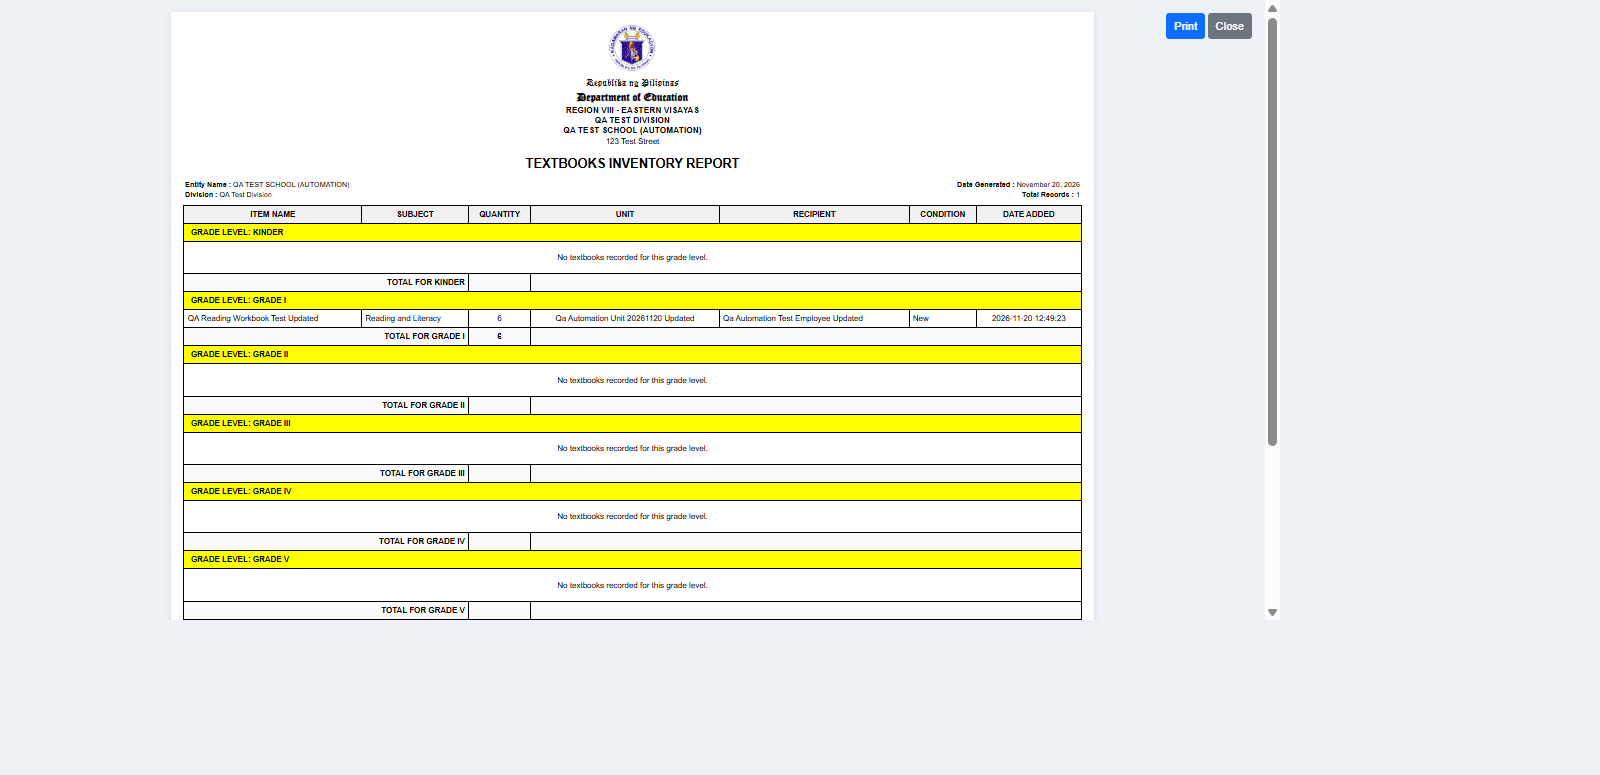 Print
Close
KAGAWARAN NG EDUKASYON
REPUBLIKA NG PILIPINAS
Republika ng Pilipinas
Department of Education
REGION VIII - EASTERN VISAYAS
QA TEST DIVISION
QA TEST SCHOOL (AUTOMATION)
123 Test Street
TEXTBOOKS INVENTORY REPORT
Entity Name : QA TEST SCHOOL (AUTOMATION)
Date Generated : November 20, 2026
Division : QA Test Division
Total Records : 1
ITEM NAME SUBJECT QUANTITY UNIT RECIPIENT CONDITION DATE ADDED
GRADE LEVEL: KINDER
No textbooks recorded for this grade level.
TOTAL FOR KINDER
GRADE LEVEL: GRADE I
QA Reading Workbook Test Updated Reading and Literacy 6 Qa Automation Unit 20261120 Updated Qa Automation Test Employee Updated New 2026-11-20 12:49:23
TOTAL FOR GRADE I 6
GRADE LEVEL: GRADE II
No textbooks recorded for this grade level.
TOTAL FOR GRADE II
GRADE LEVEL: GRADE III
No textbooks recorded for this grade level.
TOTAL FOR GRADE III
GRADE LEVEL: GRADE IV
No textbooks recorded for this grade level.
TOTAL FOR GRADE IV
GRADE LEVEL: GRADE V
No textbooks recorded for this grade level.
TOTAL FOR GRADE V